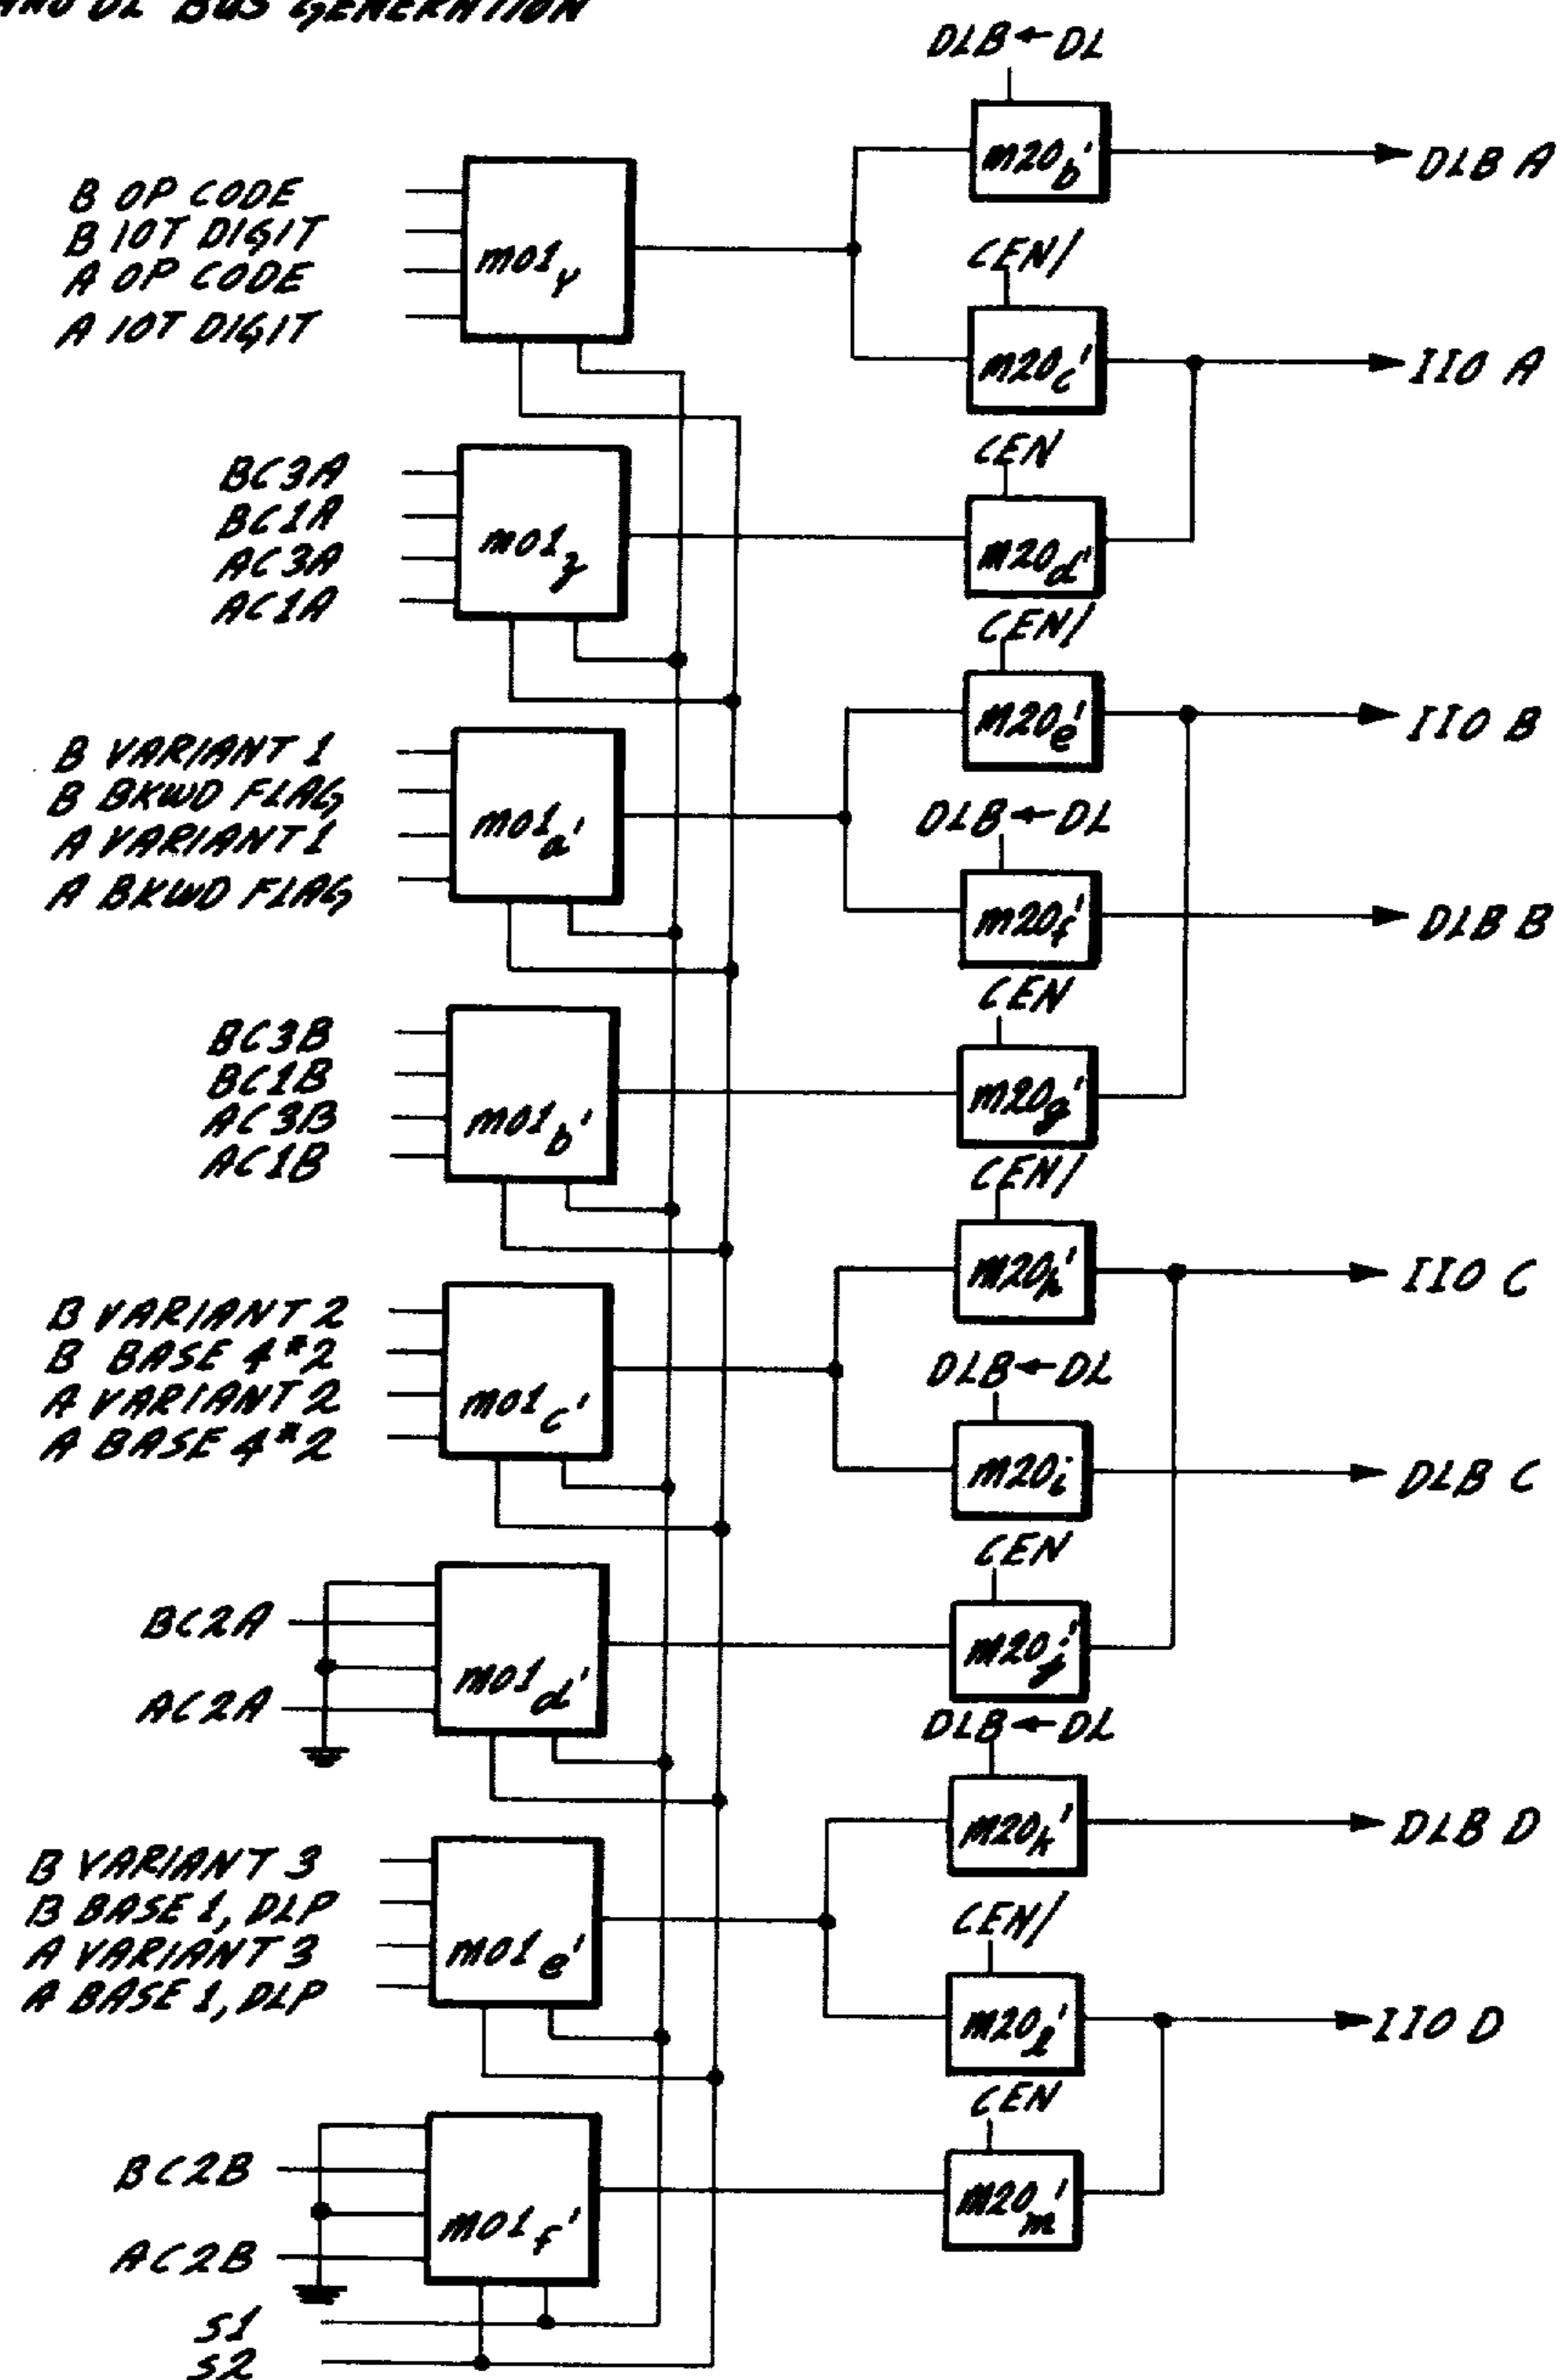 BUS GENERATION
DLB←DL
m20b'
DLB A
B OP CODE
B IOT DIGIT
A OP CODE
A IOT DIGIT
m01y
CEN/
m20c'
IIO A
BC3A
BC1A
AC3A
AC1A
m01z
CEN
m20d'
CEN/
m20e'
IIO B
B VARIANT 1
B BKWD FLAG
A VARIANT 1
A BKWD FLAG
m01a'
DLB←DL
m20f'
DLB B
CEN
BC3B
BC1B
AC3B
AC1B
m01b'
m20g'
CEN/
m20h'
IIO C
B VARIANT 2
B BASE 4*2
A VARIANT 2
A BASE 4*2
m01c'
DLB←DL
m20i
DLB C
CEN
BC2A
AC2A
m01d'
m20j'
DLB←DL
m20k'
DLB D
B VARIANT 3
B BASE 1, DLP
A VARIANT 3
A BASE 1, DLP
m01e'
CEN/
m20l'
IIO D
CEN
BC2B
AC2B
m01f'
m20m'
S1
S2